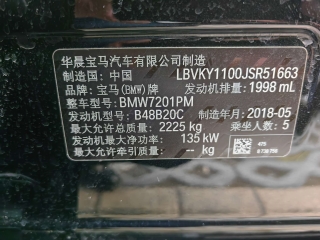 华晨宝马汽车有限公司制造
制造国：中国 LBVKY1100JSR51663
品牌：宝马(BMW)牌 发动机排量：1998 mL
整车型号：BMW7201PM
发动机型号：B48B20C 制造年月：2018-05
最大允许总质量：2225 kg 乘坐人数：5
发动机最大净功率：135 kW
最大允许牵引质量：-- kg
475